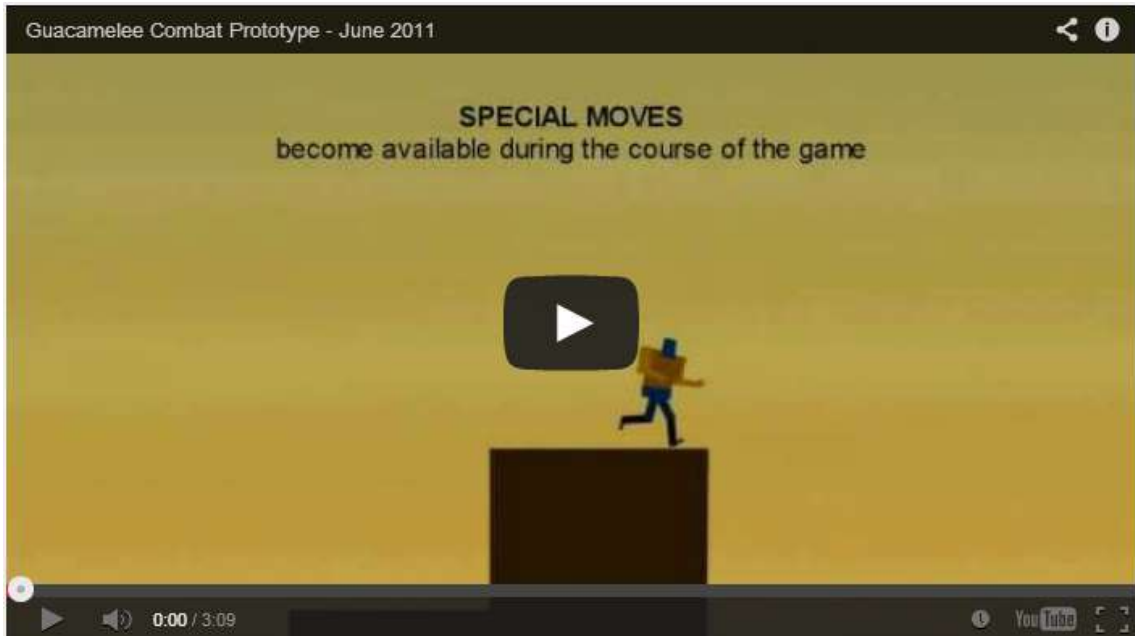 Guacamelee Combat Prototype - June 2011
SPECIAL MOVES
become available during the course of the game
0:00 / 3:09
YouTube